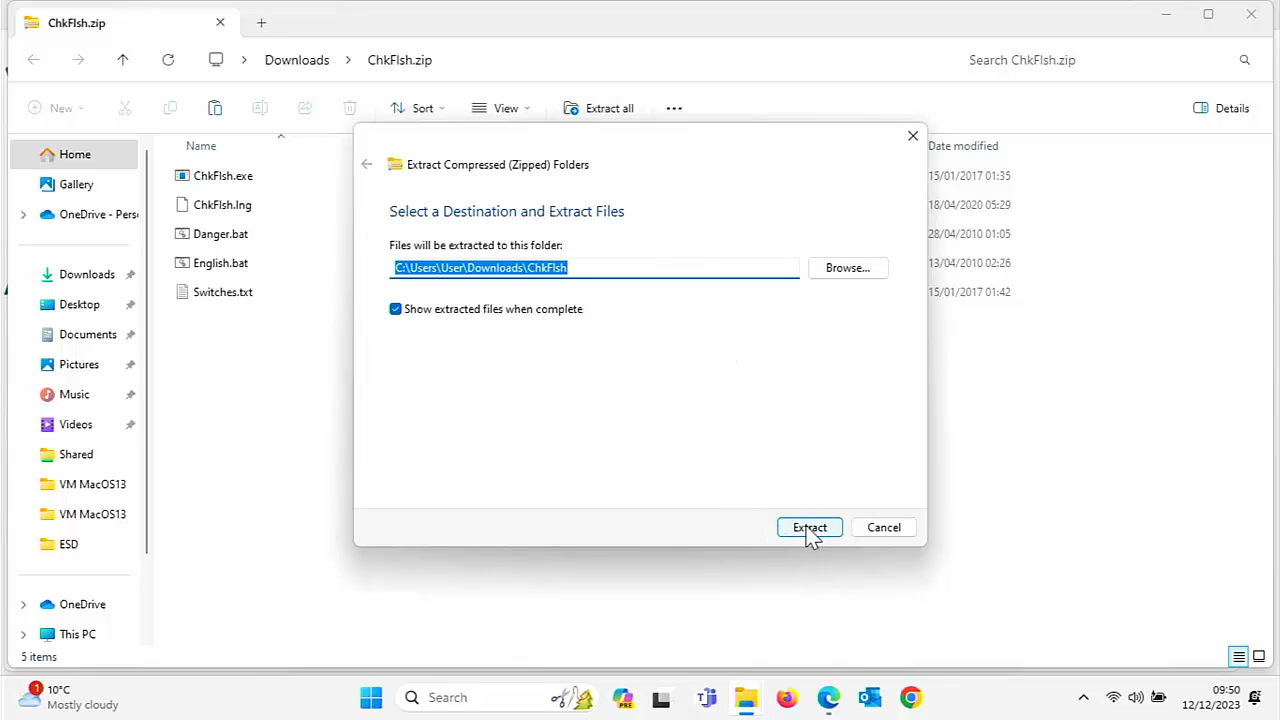 ChkFlsh.zip
Downloads
ChkFlsh.zip
Search ChkFlsh.zip
New
Sort
View
Extract all
Details
Home
Gallery
OneDrive - Pers
Downloads
Desktop
Documents
Pictures
Music
Videos
Shared
VM MacOS13
VM MacOS13
ESD
OneDrive
This PC
5 items
Name
Date modified
ChkFlsh.exe
15/01/2017 01:35
ChkFlsh.lng
18/04/2020 05:29
Danger.bat
28/04/2010 01:05
English.bat
13/04/2010 02:26
Switches.txt
15/01/2017 01:42
Extract Compressed (Zipped) Folders
Select a Destination and Extract Files
Files will be extracted to this folder:
C:\Users\User\Downloads\ChkFlsh
Browse...
Show extracted files when complete
Extract
Cancel
1
10°C
Mostly cloudy
Search
PRE
09:50
12/12/2023